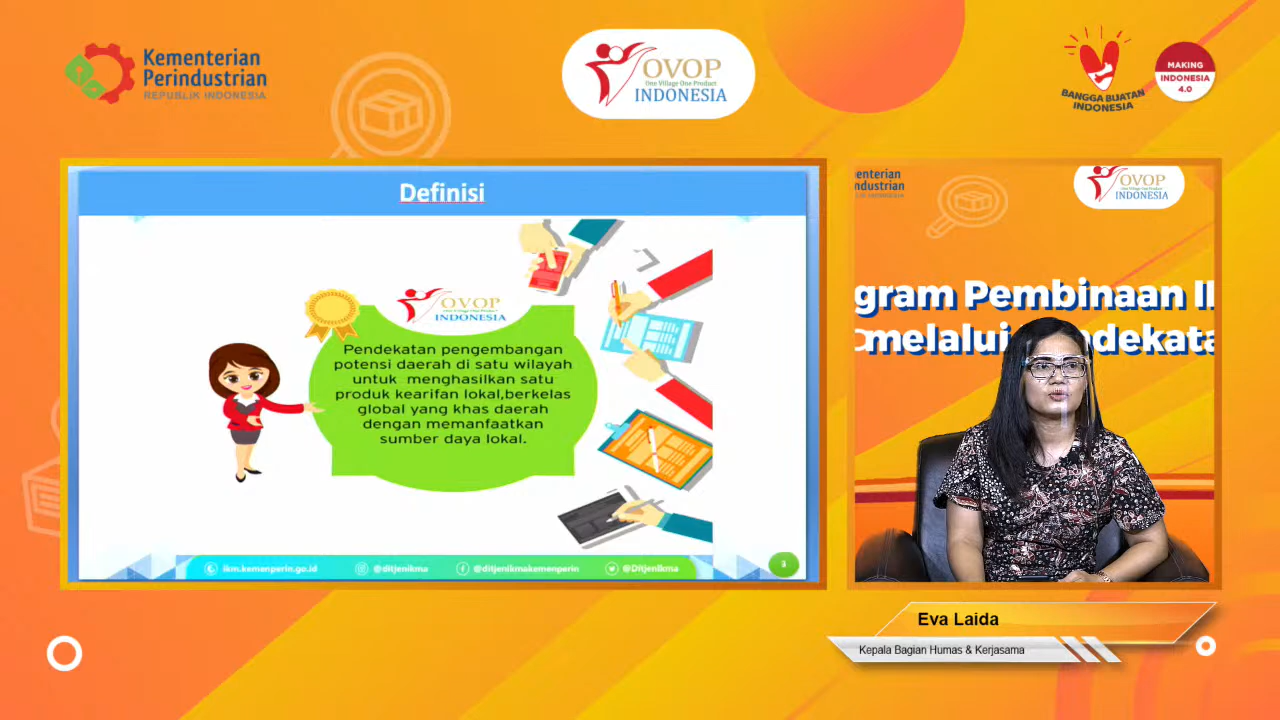 Kementerian
Perindustrian
REPUBLIK INDONESIA
OVOP
One Village One Product
INDONESIA
BANGGA BUATAN
INDONESIA
MAKING
INDONESIA
4.0
Definisi
OVOP
INDONESIA
Pendekatan pengembangan
potensi daerah di satu wilayah
untuk menghasilkan satu
produk kearifan lokal,berkelas
global yang khas daerah
dengan memanfaatkan
sumber daya lokal.
ikm.kemenperin.go.id
@ditjenikma
@ditjenikmakemenperin
@Ditjenikma
3
enterian
ndustrian
OVOP
INDONESIA
gram Pembinaan I
melalui ndekata
Eva Laida
Kepala Bagian Humas & Kerjasama